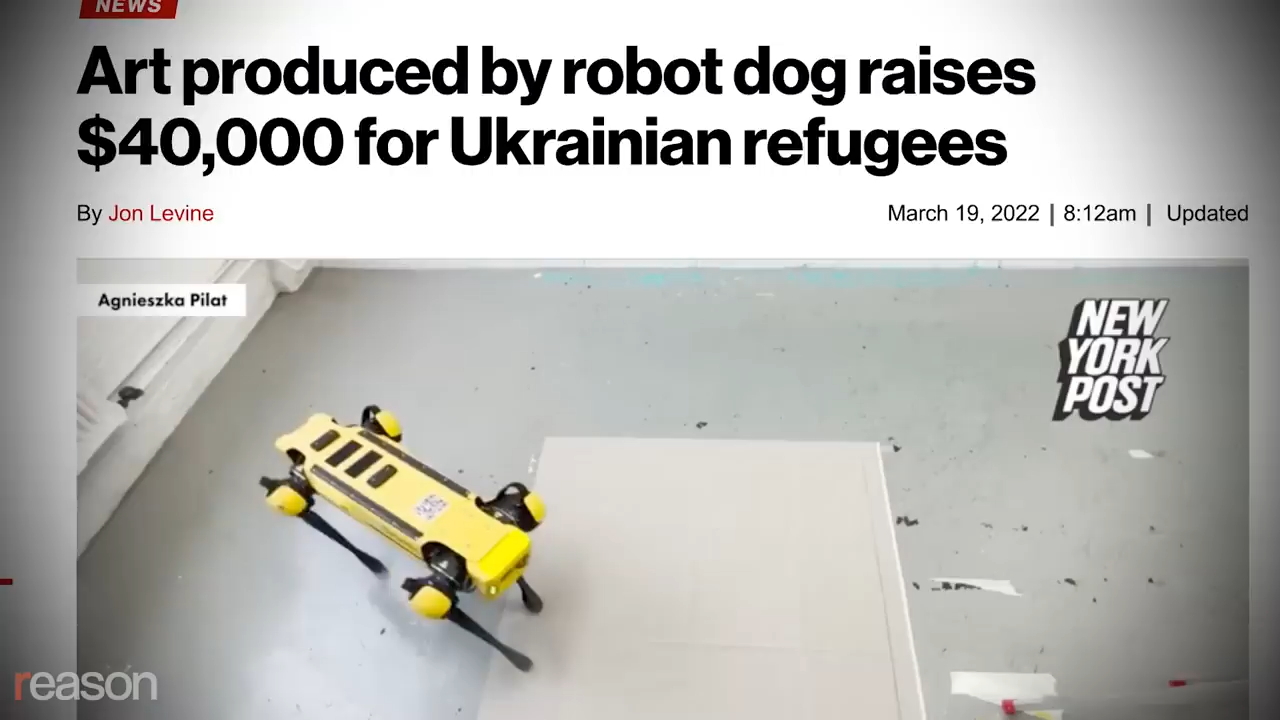 NEWS
Art produced by robot dog raises
$40,000 for Ukrainian refugees
By Jon Levine
March 19, 2022 | 8:12am | Updated
Agnieszka Pilat
NEW
YORK
POST
reason